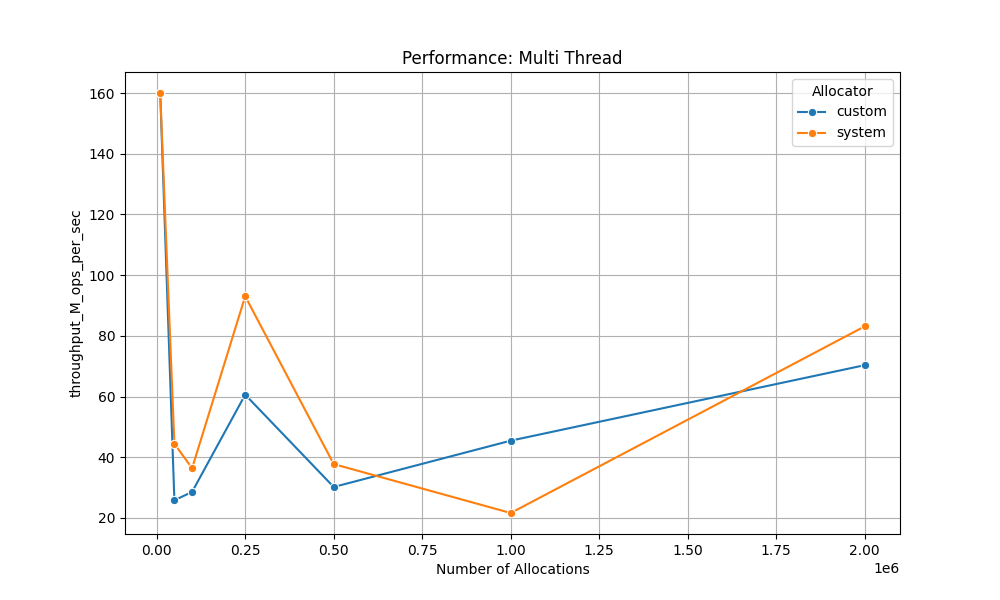 Performance: Multi Thread
Allocator
custom
system
throughput_M_ops_per_sec
160
140
120
100
80
60
40
20
0.00 0.25 0.50 0.75 1.00 1.25 1.50 1.75 2.00
1e6
Number of Allocations